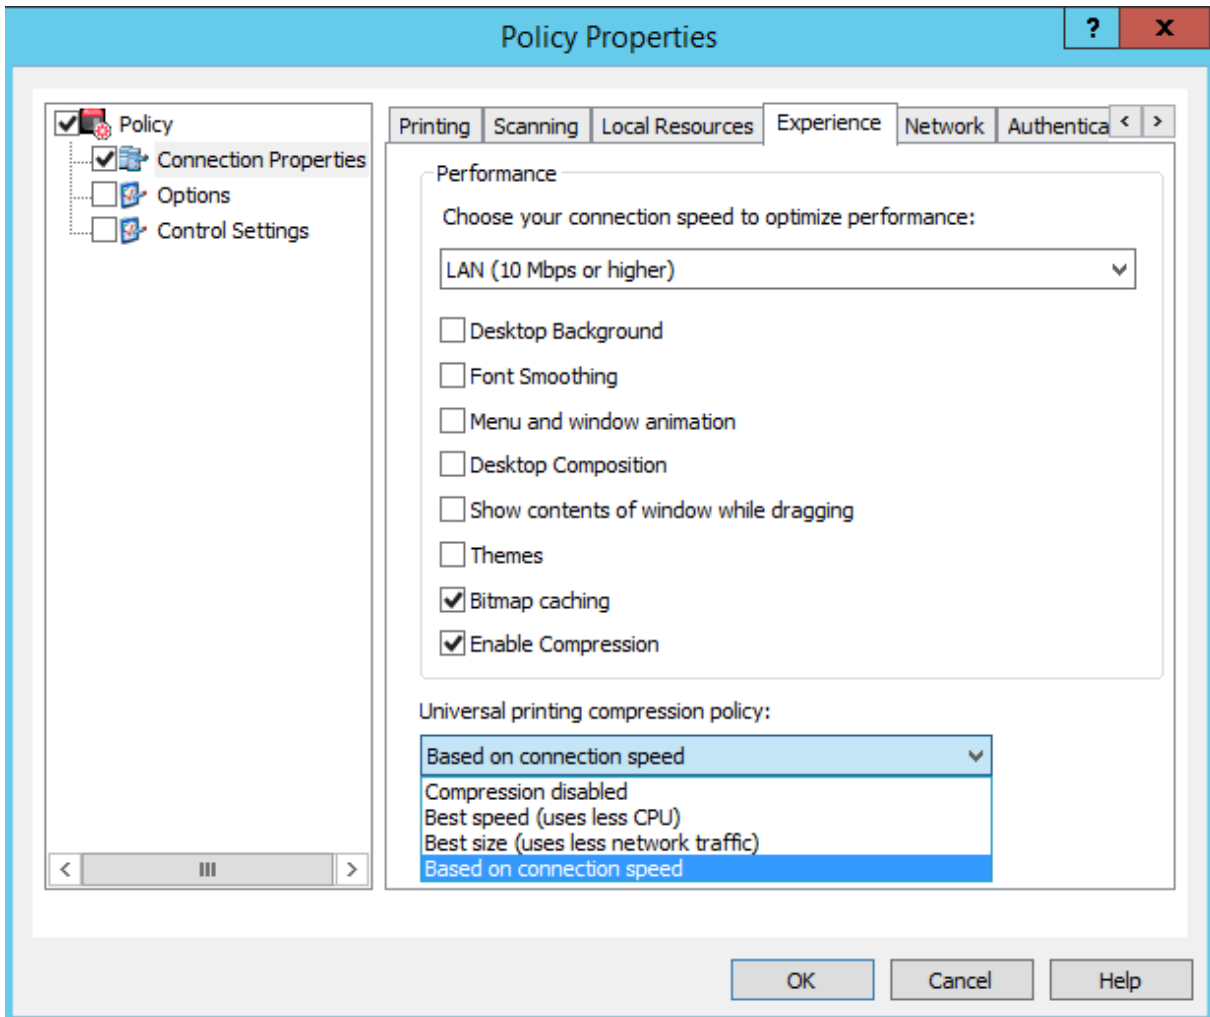 Policy Properties
?
x
Policy
Connection Properties
Options
Control Settings
Printing
Scanning
Local Resources
Experience
Network
Authentica
<
>
Performance
Choose your connection speed to optimize performance:
LAN (10 Mbps or higher)
Desktop Background
Font Smoothing
Menu and window animation
Desktop Composition
Show contents of window while dragging
Themes
Bitmap caching
Enable Compression
Universal printing compression policy:
Based on connection speed
Compression disabled
Best speed (uses less CPU)
Best size (uses less network traffic)
Based on connection speed
OK
Cancel
Help